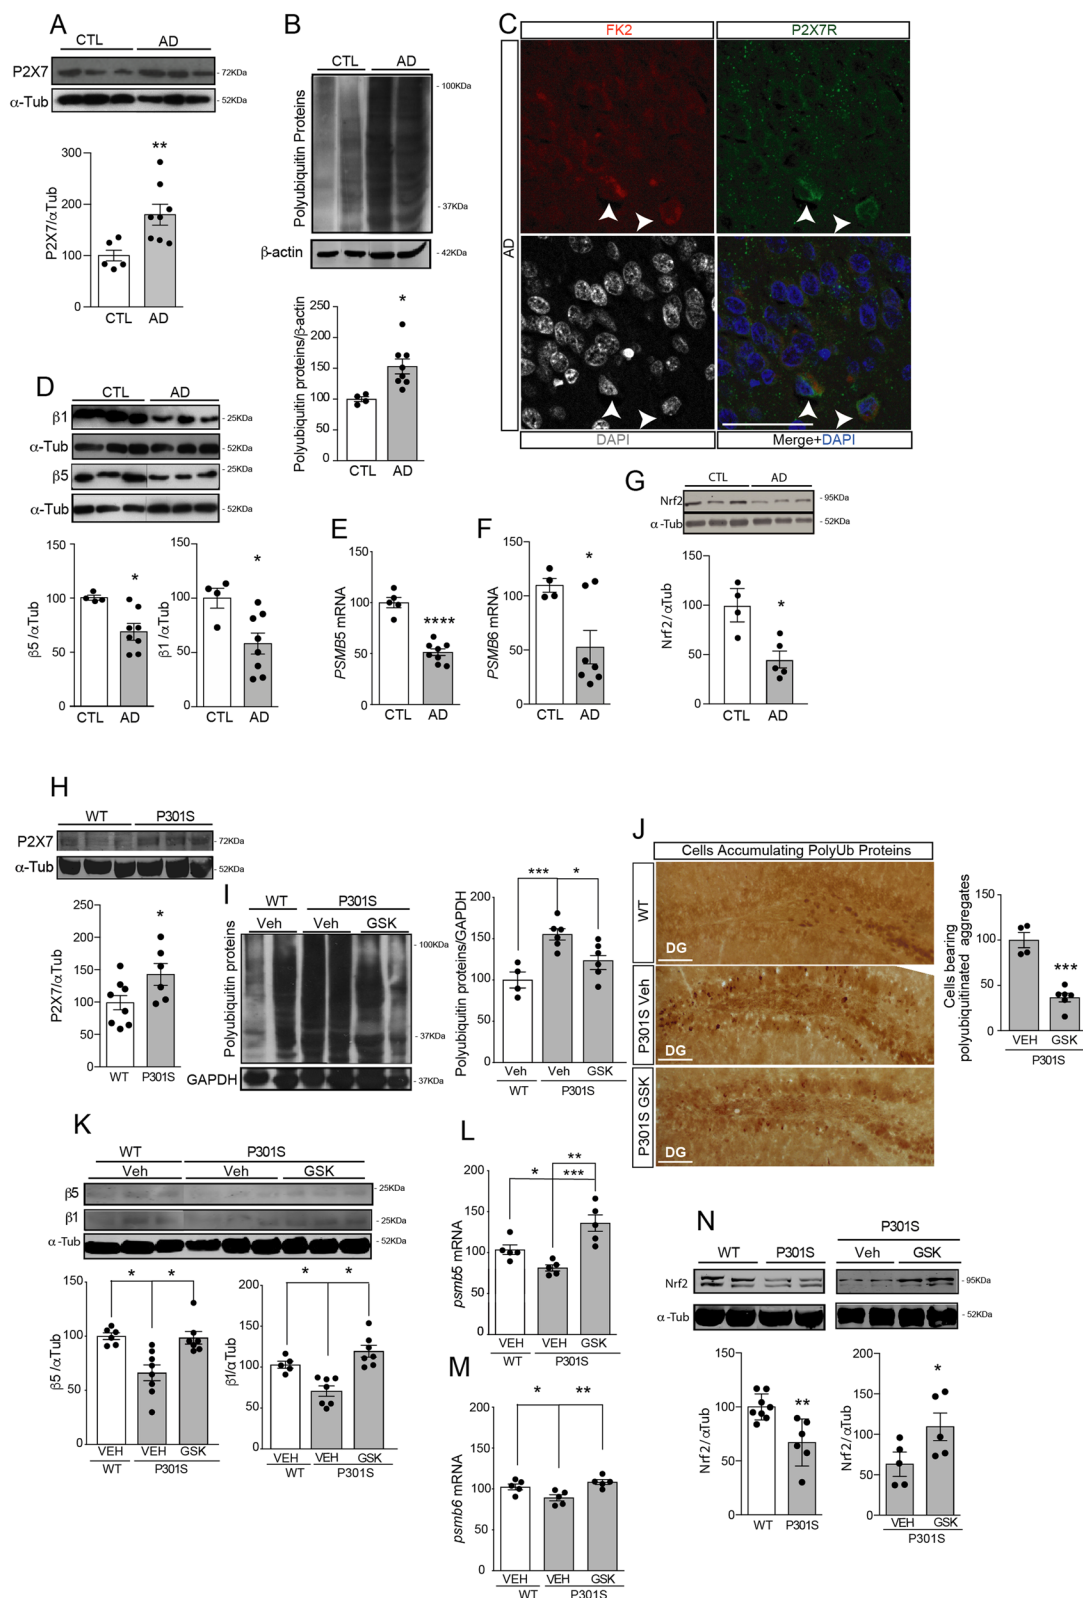 A
CTL AD
P2X7 - 72KDa
α-Tub - 52KDa
P2X7/αTub
300
200
100
0
**
CTL AD
B
CTL AD
Polyubiquitin Proteins
- 100KDa
- 37KDa
β-actin - 42KDa
Polyubiquitin proteins/β-actin
250
200
150
100
50
0
*
CTL AD
C
FK2 P2X7R
AD
DAPI Merge+DAPI
D
CTL AD
β1 - 25KDa
α-Tub - 52KDa
β5 - 25KDa
α-Tub - 52KDa
β5/αTub
150
100
50
0
*
CTL AD
β1/αTub
150
100
50
0
*
CTL AD
E
PSMB5 mRNA
150
100
50
0
****
CTL AD
F
PSMB6 mRNA
150
100
50
0
*
CTL AD
G
CTL AD
Nrf2 - 95KDa
α-Tub - 52KDa
Nrf2/αTub
150
100
50
0
*
CTL AD
H
WT P301S
P2X7 - 72KDa
α-Tub - 52KDa
P2X7/αTub
250
200
150
100
50
0
*
WT P301S
I
WT P301S
Veh Veh GSK
Polyubiquitin proteins
- 100KDa
- 37KDa
GAPDH - 37KDa
Polyubiquitin proteins/GAPDH
200
150
100
50
0
*** *
Veh Veh GSK
WT P301S
J
Cells Accumulating PolyUb Proteins
WT
DG
P301S Veh
DG
P301S GSK
DG
Cells bearing
polyubiquitinated aggregates
150
100
50
0
***
VEH GSK
P301S
K
WT P301S
Veh Veh GSK
β5 - 25KDa
β1 - 25KDa
α-Tub - 52KDa
β5/αTub
150
100
50
0
* *
VEH VEH GSK
WT P301S
β1/αTub
200
150
100
50
0
* *
VEH VEH GSK
WT P301S
L
psmb5 mRNA
200
150
100
50
0
**
* ***
VEH VEH GSK
WT P301S
M
psmb6 mRNA
200
150
100
50
0
* **
VEH VEH GSK
WT P301S
N
P301S
WT P301S Veh GSK
Nrf2 - 95KDa
α-Tub - 52KDa
Nrf2/αTub
150
100
50
0
**
WT P301S
Nrf2/αTub
200
150
100
50
0
*
VEH GSK
P301S